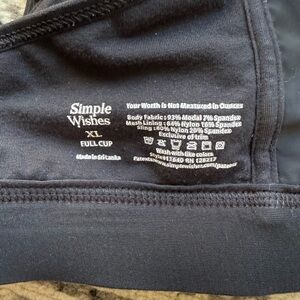 Simple
Wishes
XL
FULL CUP
Made in Sri Lanka
Your Worth is Not Measured in Ounces
Body Fabric: 93% Modal 7% Spandex
Mesh Lining: 84% Nylon 16% Spandex
Sling: 80% Nylon 20% Spandex
Exclusive of trim
Wash with like colors
RN 128217